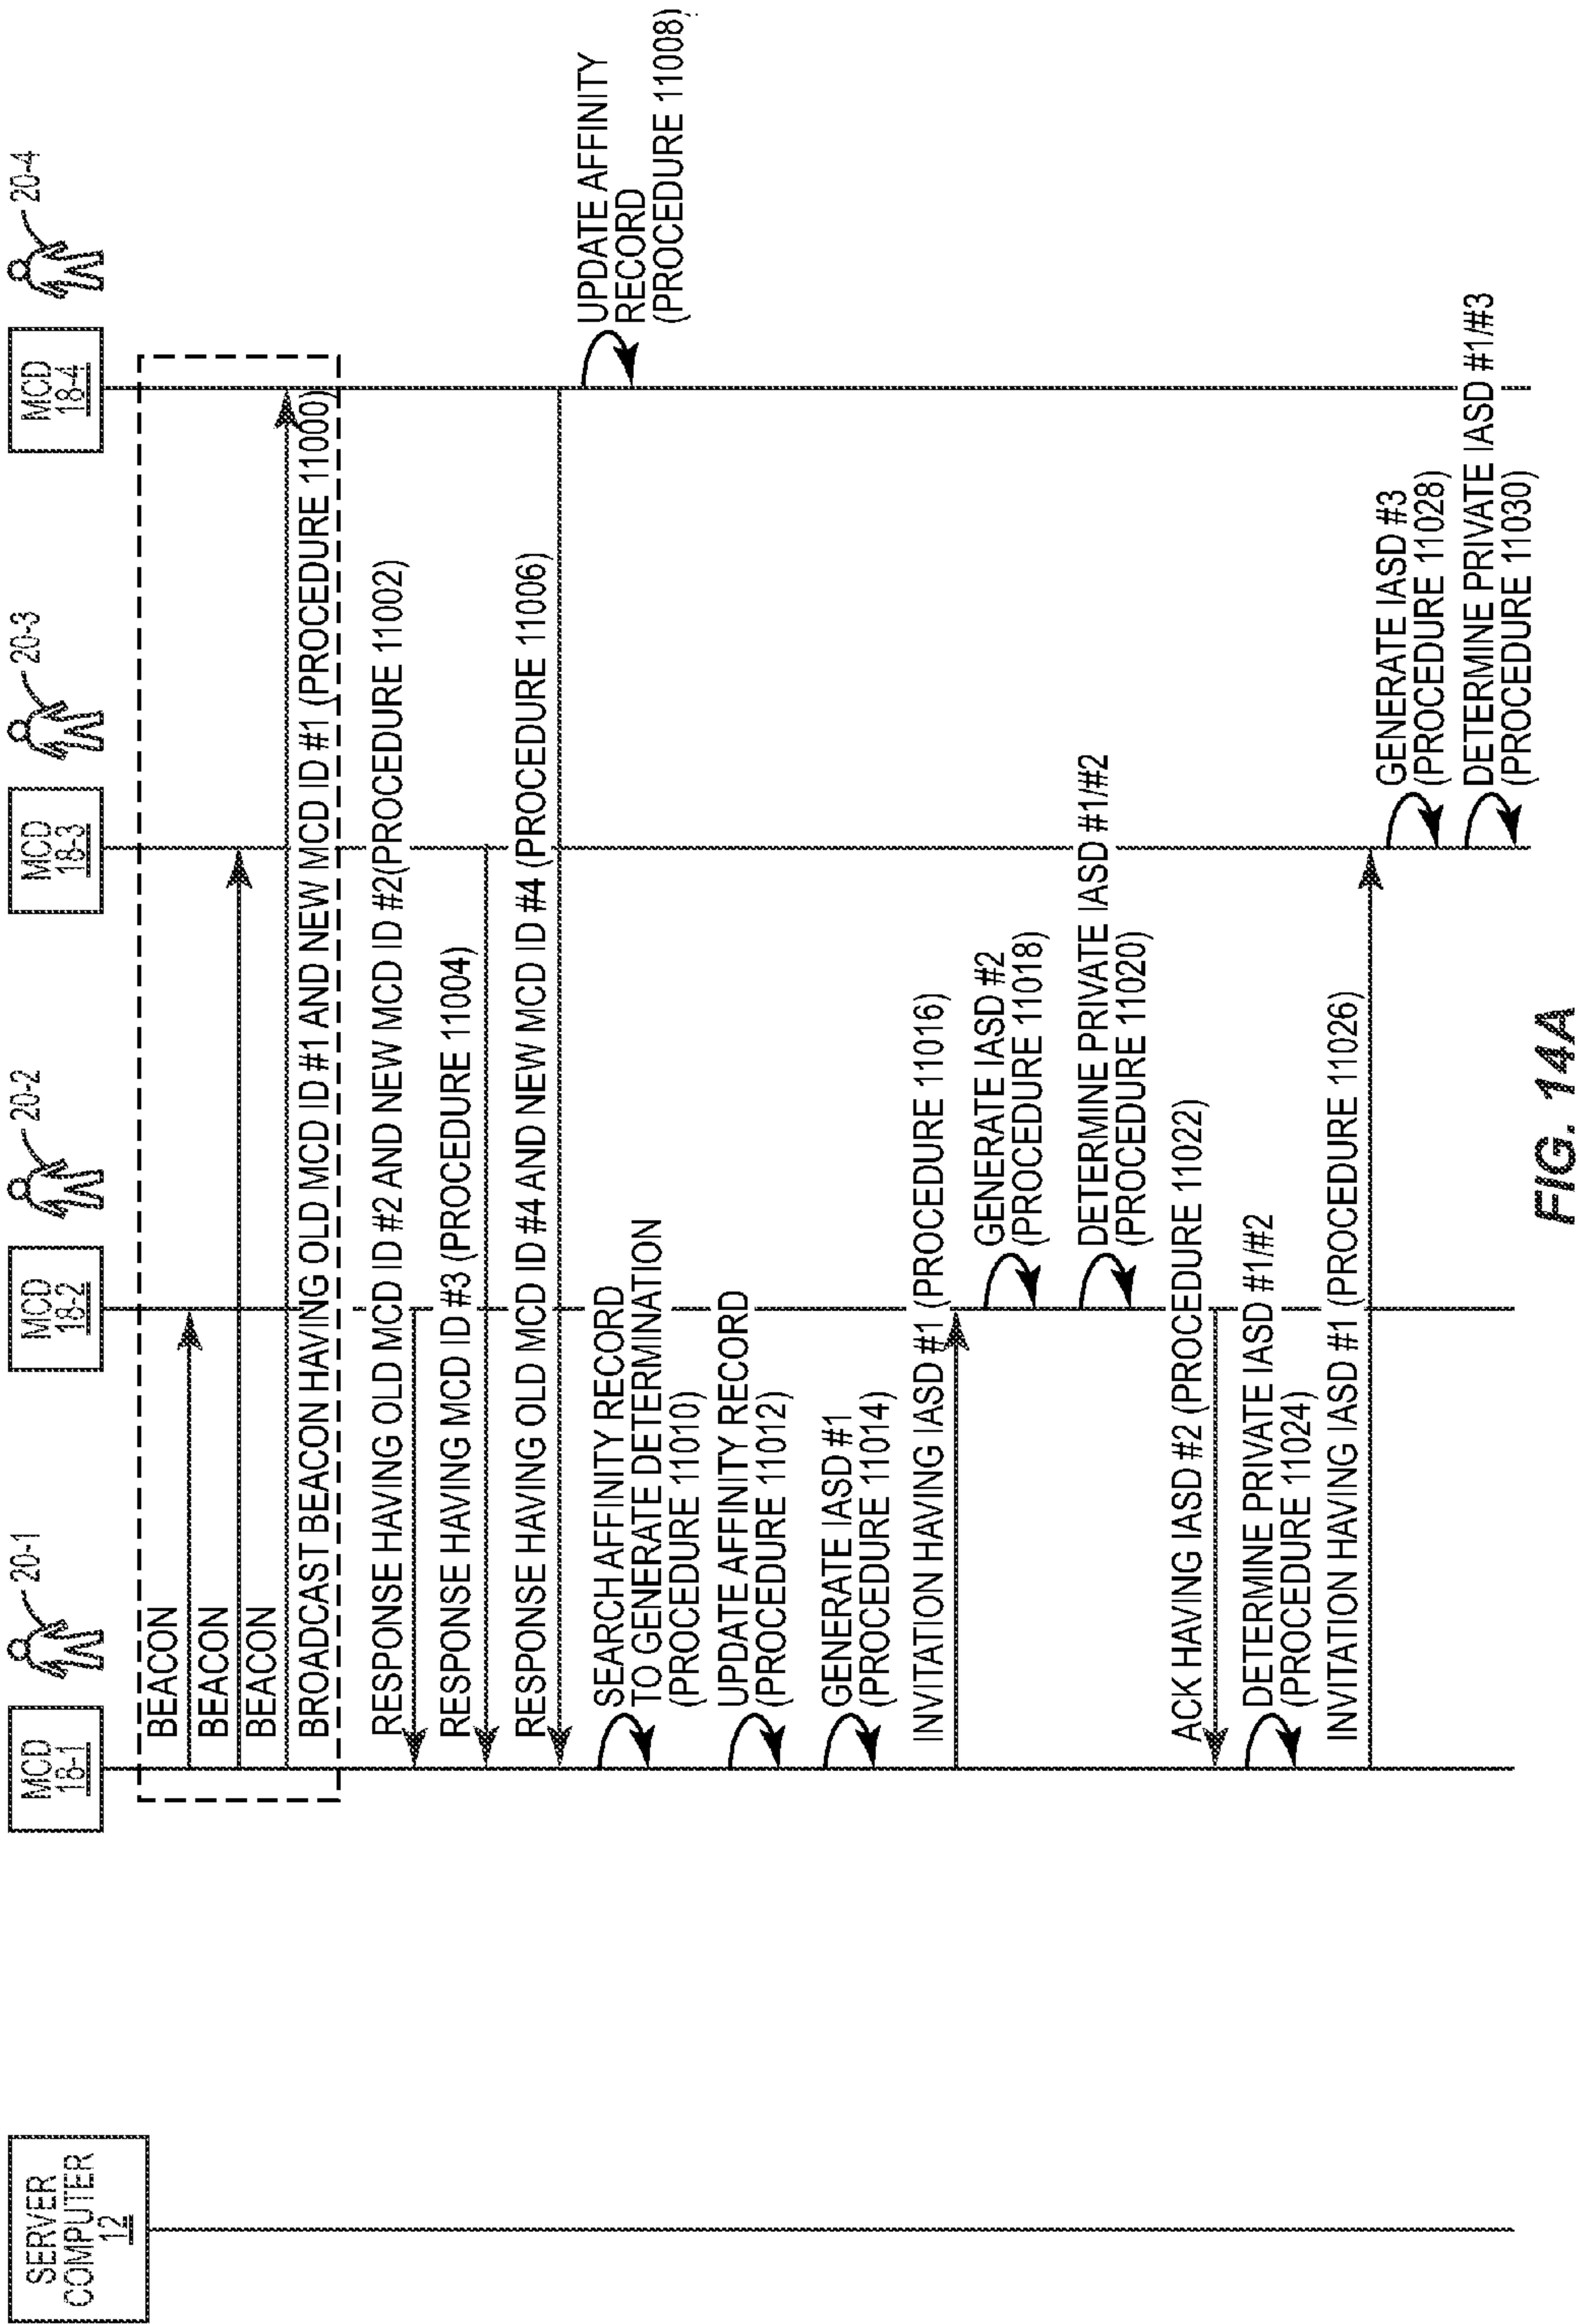 SERVER
COMPUTER
12
MCD
18-1
20-1
MCD
18-2
20-2
MCD
18-3
20-3
MCD
18-4
20-4
BEACON
BEACON
BEACON
BROADCAST BEACON HAVING OLD MCD ID #1 AND NEW MCD ID #1 (PROCEDURE 11000)
RESPONSE HAVING OLD MCD ID #2 AND NEW MCD ID #2(PROCEDURE 11002)
RESPONSE HAVING MCD ID #3 (PROCEDURE 11004)
RESPONSE HAVING OLD MCD ID #4 AND NEW MCD ID #4 (PROCEDURE 11006)
UPDATE AFFINITY
RECORD
(PROCEDURE 11008)
SEARCH AFFINITY RECORD
TO GENERATE DETERMINATION
(PROCEDURE 11010)
UPDATE AFFINITY RECORD
(PROCEDURE 11012)
GENERATE IASD #1
(PROCEDURE 11014)
INVITATION HAVING IASD #1 (PROCEDURE 11016)
GENERATE IASD #2
(PROCEDURE 11018)
DETERMINE PRIVATE IASD #1/#2
(PROCEDURE 11020)
ACK HAVING IASD #2 (PROCEDURE 11022)
DETERMINE PRIVATE IASD #1/#2
(PROCEDURE 11024)
INVITATION HAVING IASD #1 (PROCEDURE 11026)
GENERATE IASD #3
(PROCEDURE 11028)
DETERMINE PRIVATE IASD #1/#3
(PROCEDURE 11030)
FIG. 14A